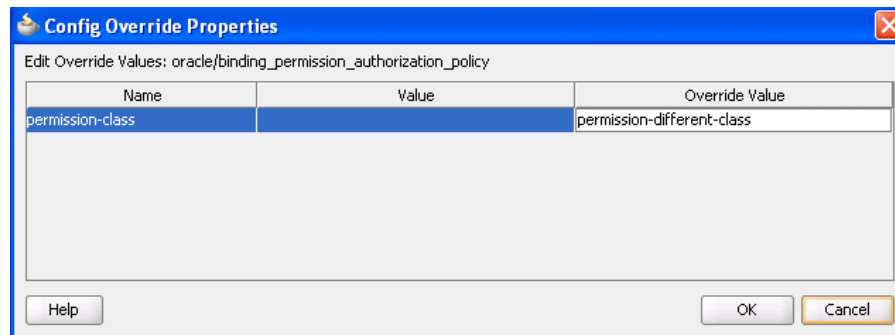 Config Override Properties
Edit Override Values: oracle/binding_permission_authorization_policy
Name Value Override Value
permission-class permission-different-class
Help OK Cancel